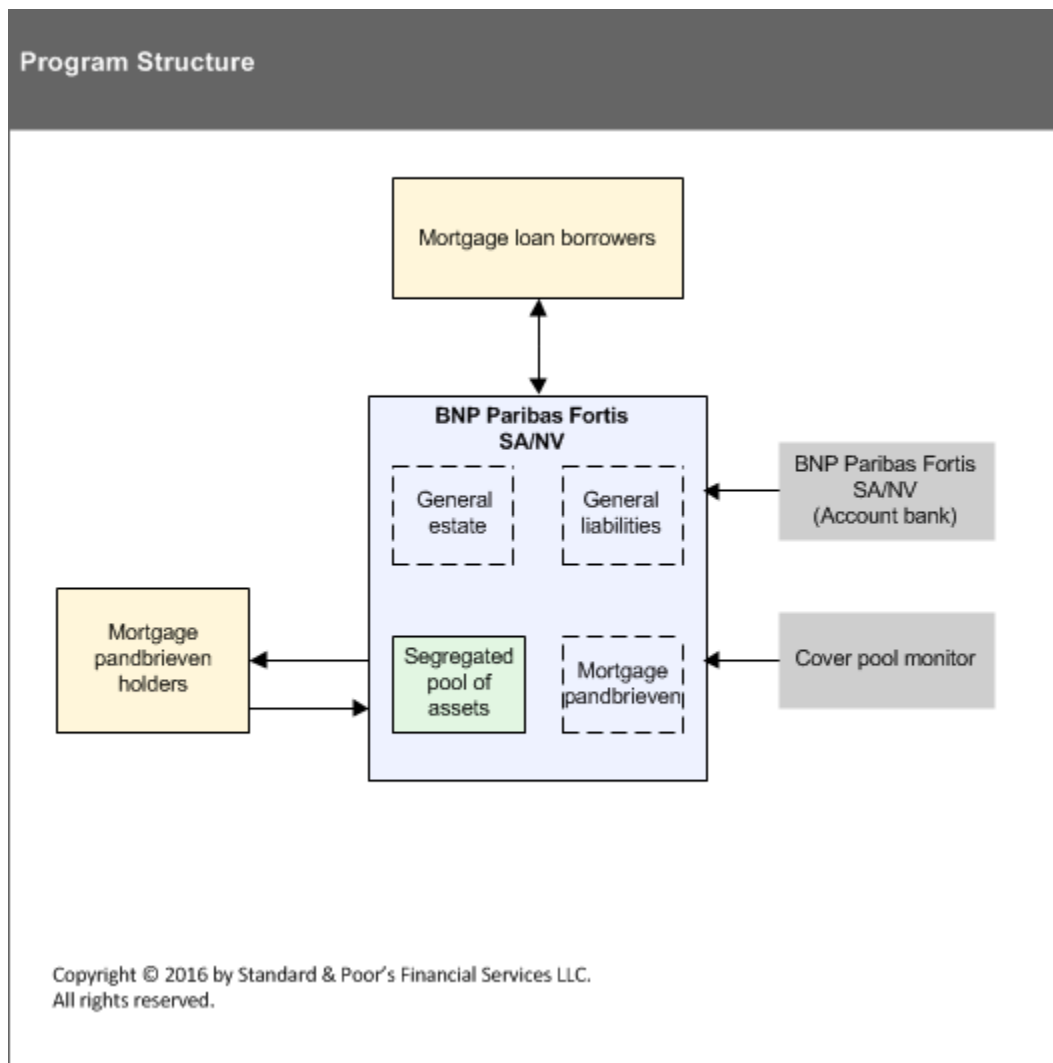 Program Structure
Mortgage loan borrowers
BNP Paribas Fortis
SA/NV
General
estate
General
liabilities
BNP Paribas Fortis
SA/NV
(Account bank)
Mortgage
pandbrieven
holders
Segregated
pool of
assets
Mortgage
pandbrieven
Cover pool monitor
Copyright © 2016 by Standard & Poor's Financial Services LLC.
All rights reserved.